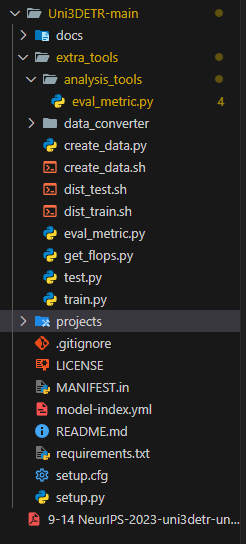 Uni3DETR-main
docs
extra_tools
analysis_tools
eval_metric.py 4
data_converter
create_data.py
create_data.sh
dist_test.sh
dist_train.sh
eval_metric.py
get_flops.py
test.py
train.py
projects
.gitignore
LICENSE
MANIFEST.in
model-index.yml
README.md
requirements.txt
setup.cfg
setup.py
9-14 NeurIPS-2023-uni3detr-un...